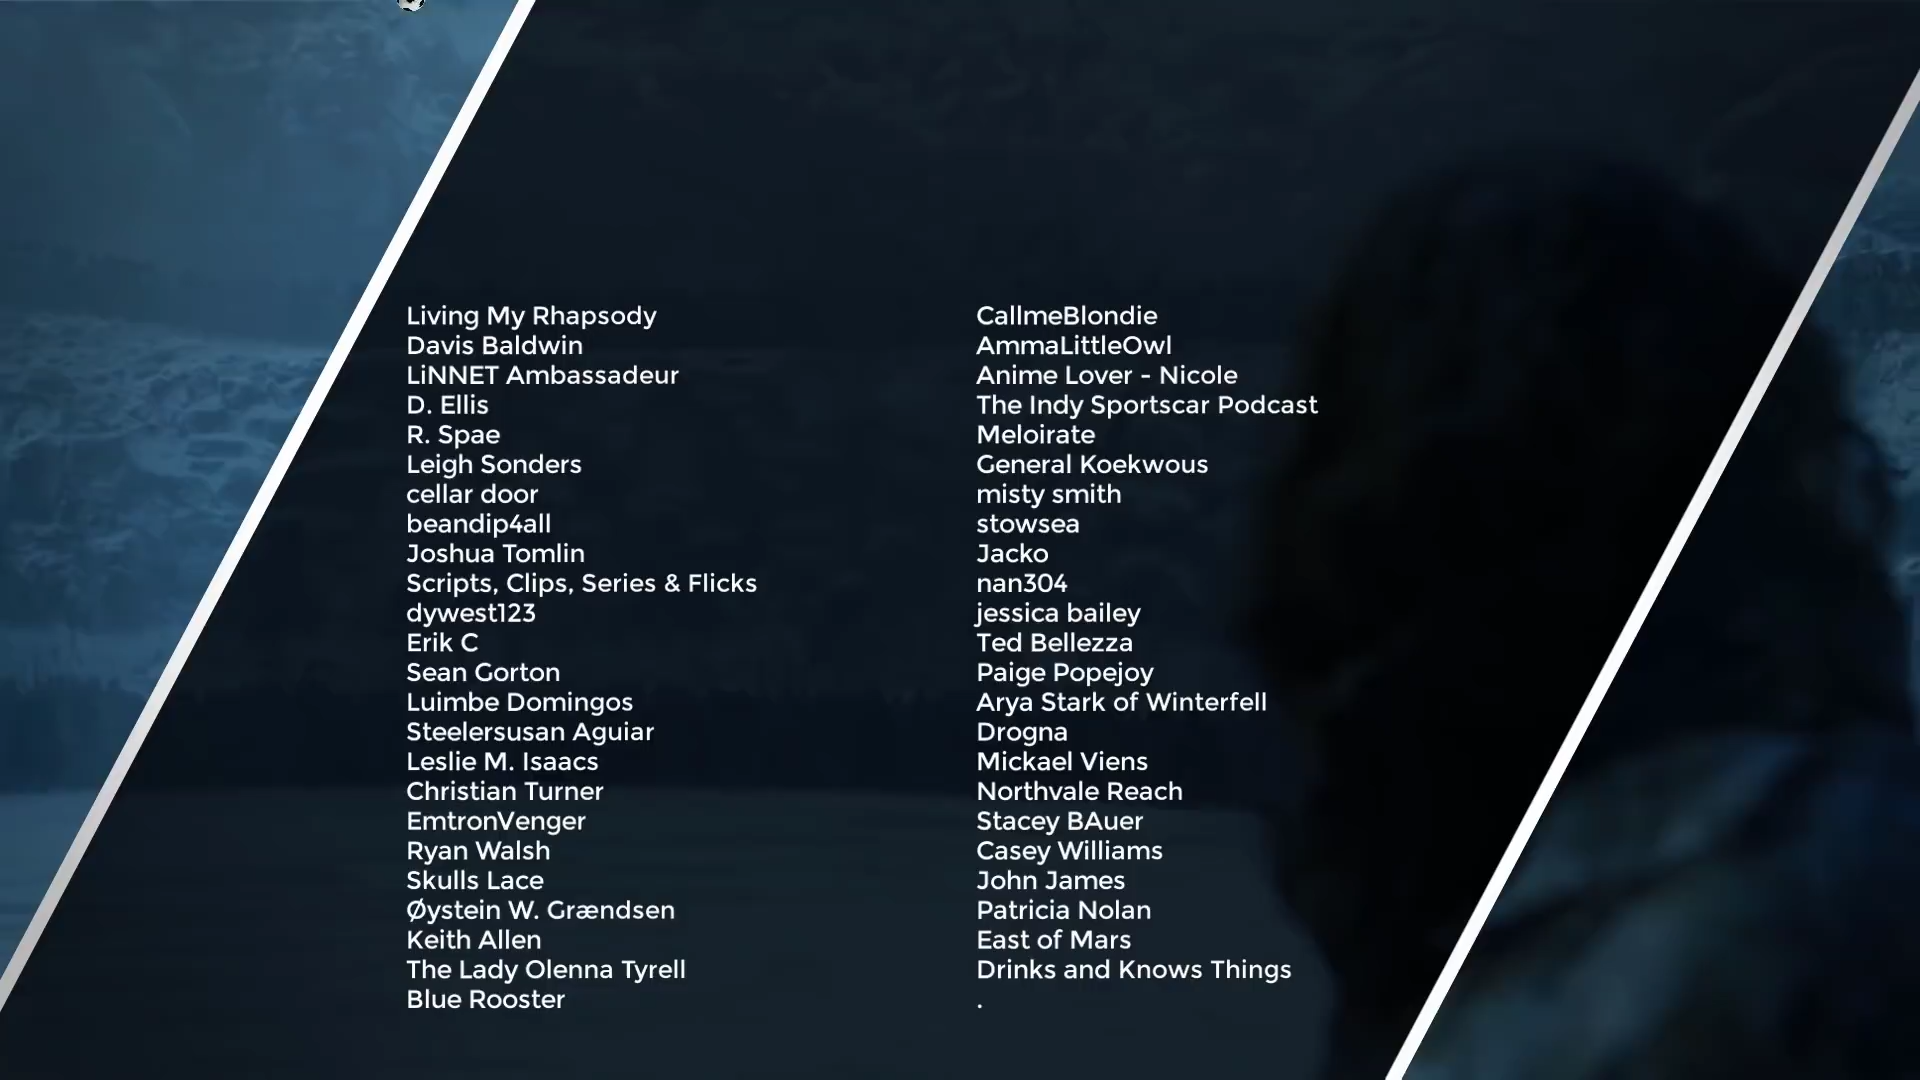 Living My Rhapsody
Davis Baldwin
LiNNET Ambassadeur
D. Ellis
R. Spae
Leigh Sonders
cellar door
beandip4all
Joshua Tomlin
Scripts, Clips, Series & Flicks
dywest123
Erik C
Sean Gorton
Luimbe Domingos
Steelersusan Aguiar
Leslie M. Isaacs
Christian Turner
EmtronVenger
Ryan Walsh
Skulls Lace
Øystein W. Grændsen
Keith Allen
The Lady Olenna Tyrell
Blue Rooster
CallmeBlondie
AmmaLittleOwl
Anime Lover - Nicole
The Indy Sportscar Podcast
Meloirate
General Koekwous
misty smith
stowsea
Jacko
nan304
jessica bailey
Ted Bellezza
Paige Popejoy
Arya Stark of Winterfell
Drogna
Mickael Viens
Northvale Reach
Stacey BAuer
Casey Williams
John James
Patricia Nolan
East of Mars
Drinks and Knows Things
.